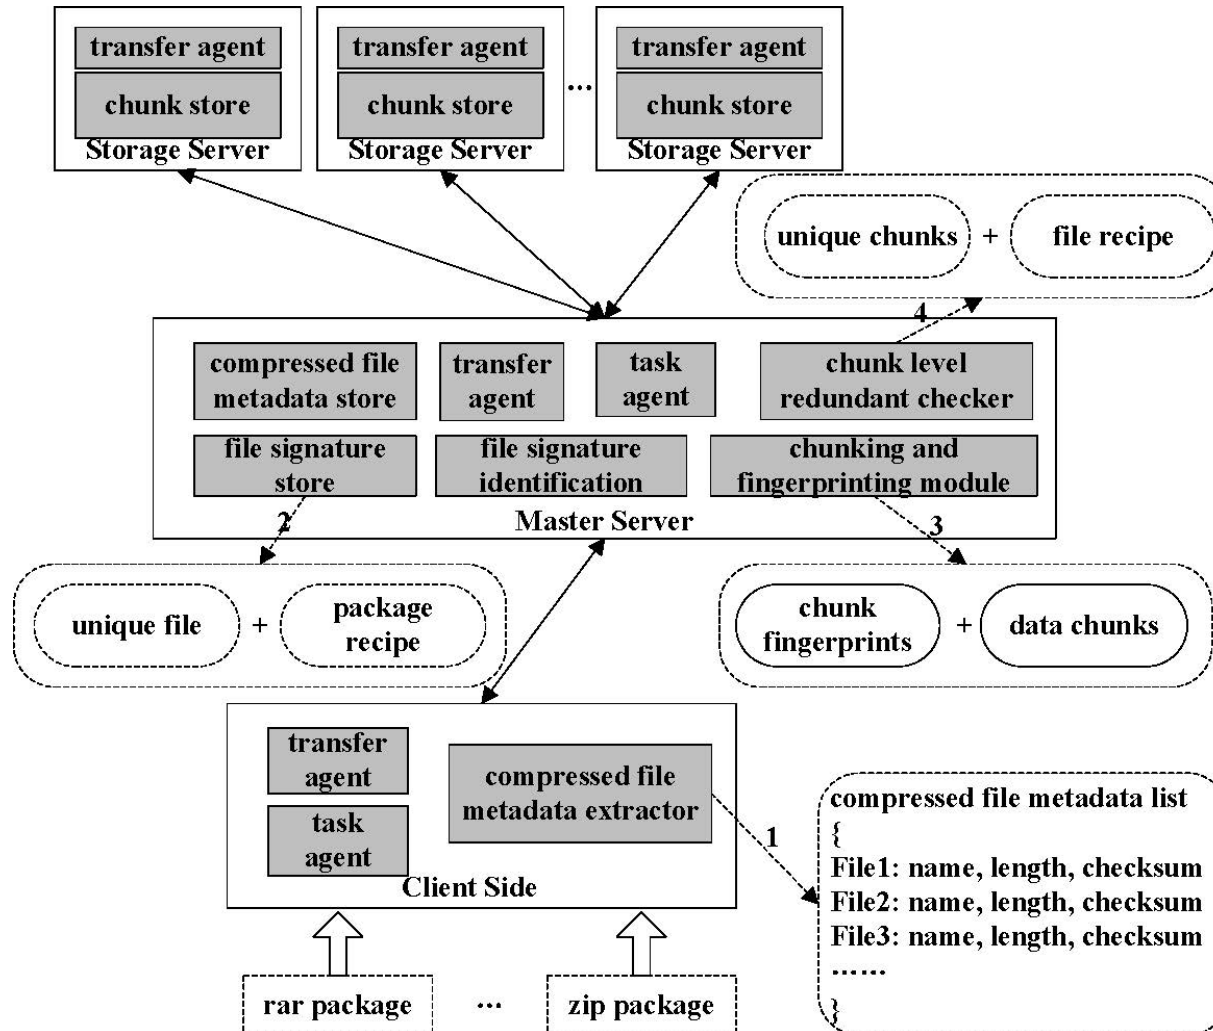 transfer agent
chunk store
Storage Server
transfer agent
chunk store
Storage Server
...
transfer agent
chunk store
Storage Server
unique chunks
+
file recipe
4
compressed file
metadata store
transfer
agent
task
agent
chunk level
redundant checker
file signature
store
file signature
identification
chunking and
fingerprinting module
Master Server
2
3
unique file
+
package
recipe
chunk
fingerprints
+
data chunks
transfer
agent
task
agent
compressed file
metadata extractor
Client Side
1
compressed file metadata list
{
File1: name, length, checksum
File2: name, length, checksum
File3: name, length, checksum
......
}
rar package
...
zip package